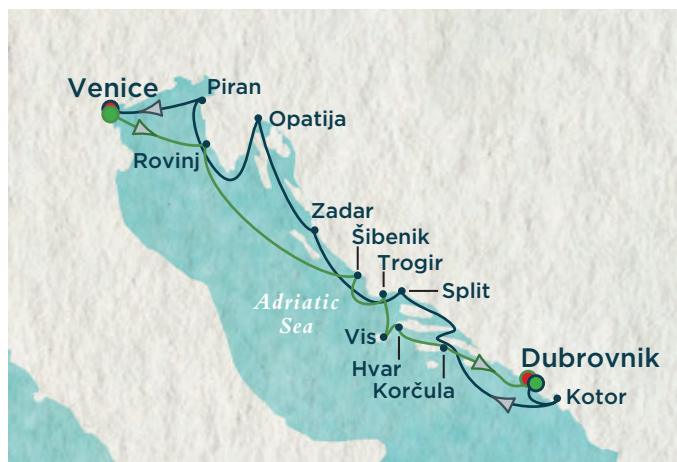 Venice
Piran
Opatija
Rovinj
Zadar
Šibenik
Trogir
Split
Adriatic
Sea
Vis
Hvar
Korčula
Dubrovnik
Kotor